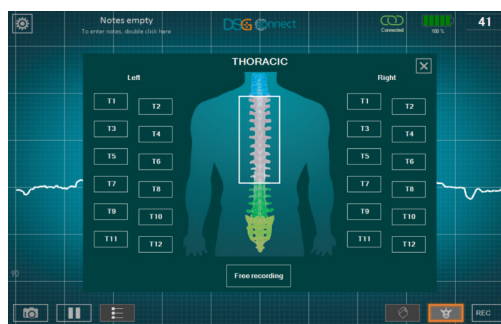 Notes empty
To enter notes, double click here
DSG Connect
Connected
100 %
41
THORACIC
Left
Right
T1
T2
T3
T4
T5
T6
T7
T8
T9
T10
T11
T12
T1
T2
T3
T4
T5
T6
T7
T8
T9
T10
T11
T12
Free recording
90
REC